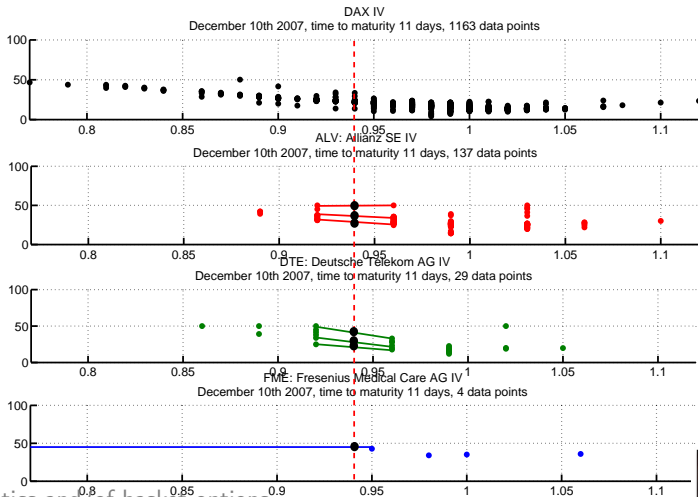 DAX IV
December 10th 2007, time to maturity 11 days, 1163 data points
100
50
0
0.8 0.85 0.9 0.95 1 1.05 1.1
ALV: Allianz SE IV
December 10th 2007, time to maturity 11 days, 137 data points
100
50
0
0.8 0.85 0.9 0.95 1 1.05 1.1
DTE: Deutsche Telekom AG IV
December 10th 2007, time to maturity 11 days, 29 data points
100
50
0
0.8 0.85 0.9 0.95 1 1.05 1.1
FME: Fresenius Medical Care AG IV
December 10th 2007, time to maturity 11 days, 4 data points
100
50
0
0.8 0.85 0.9 0.95 1 1.05 1.1
basket options